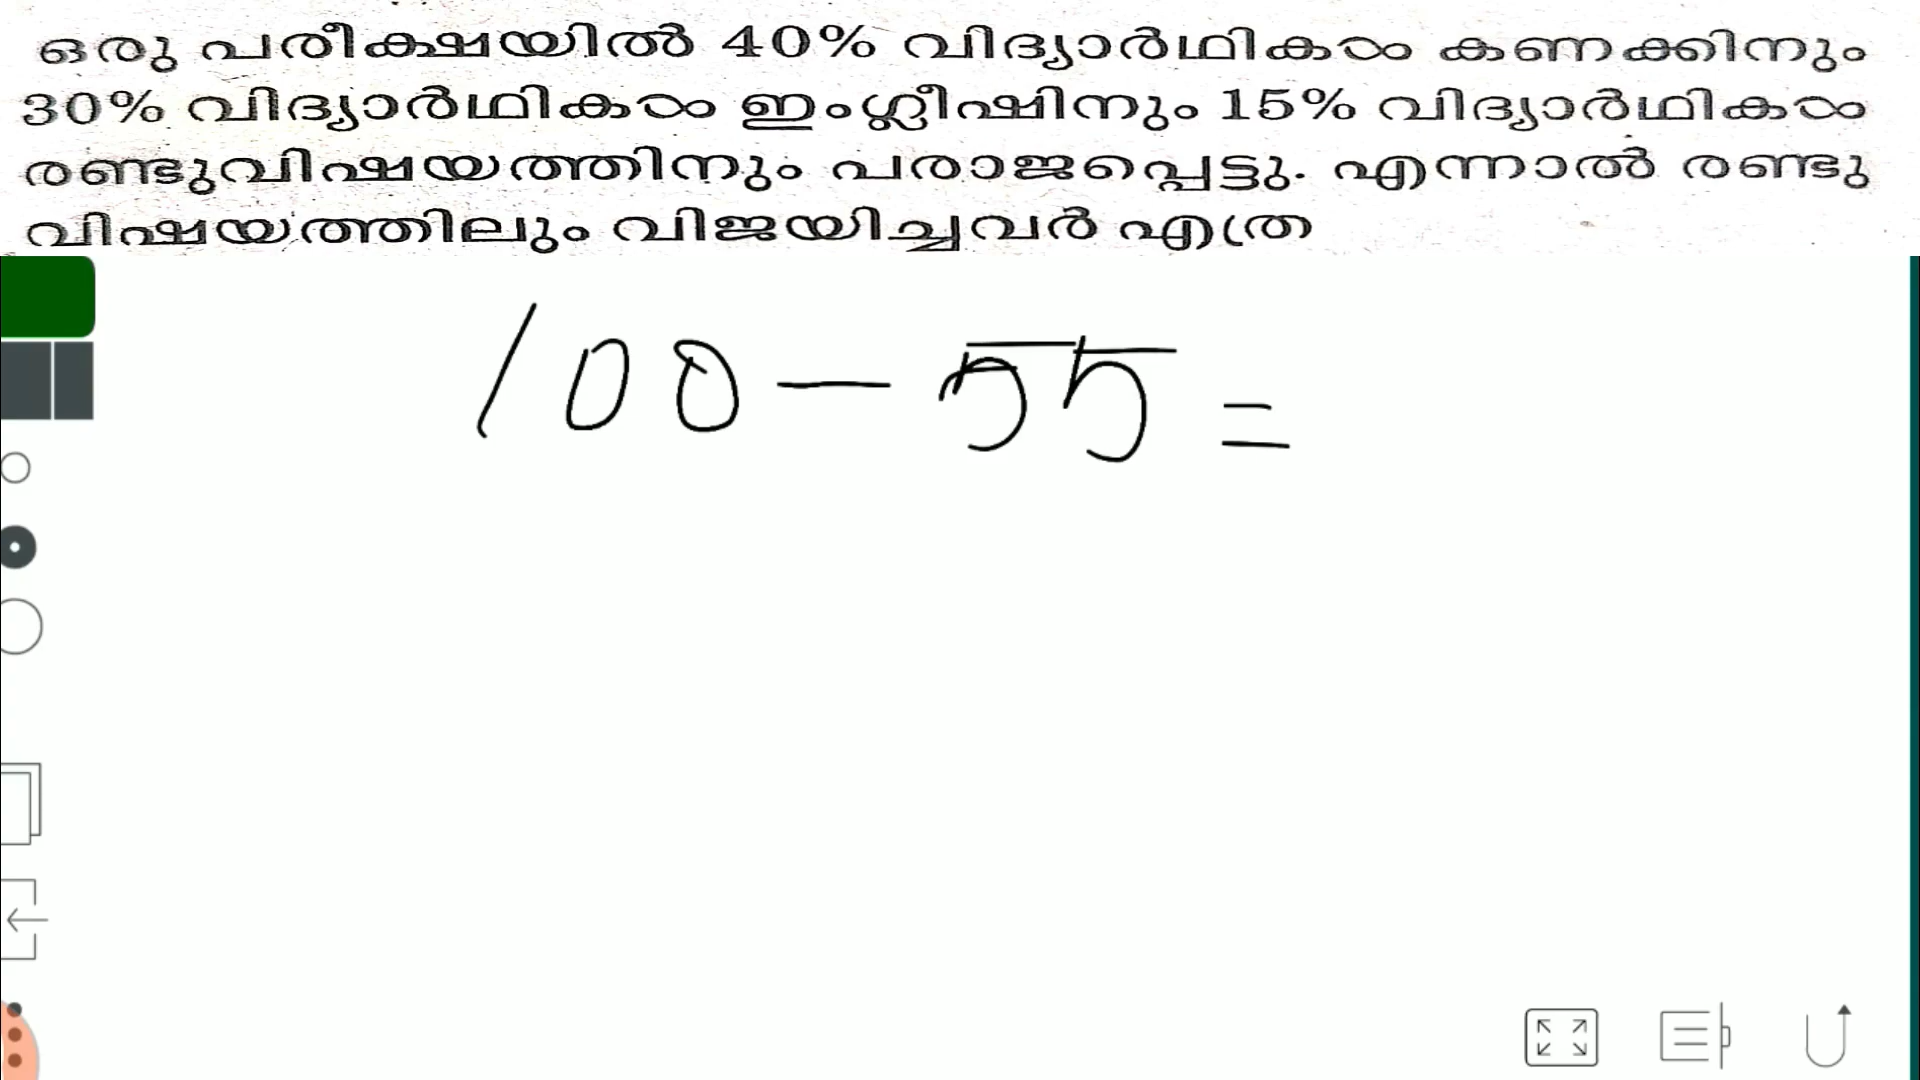 ഒരു പരീക്ഷയിൽ 40% വിദ്യാർഥികൾ കണക്കിനും
30% വിദ്യാർഥികൾ ഇംഗ്ലീഷിനും 15% വിദ്യാർഥികൾ
രണ്ടുവിഷയത്തിനും പരാജപ്പെട്ടു. എന്നാൽ രണ്ടു
വിഷയത്തിലും വിജയിച്ചവർ എത്ര
100 - 55 =